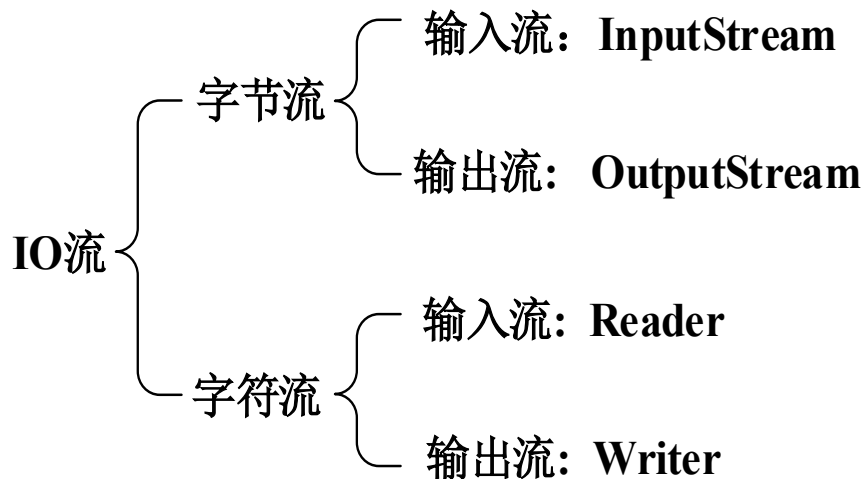 输入流：InputStream
字节流
输出流：OutputStream
IO流
输入流：Reader
字符流
输出流：Writer